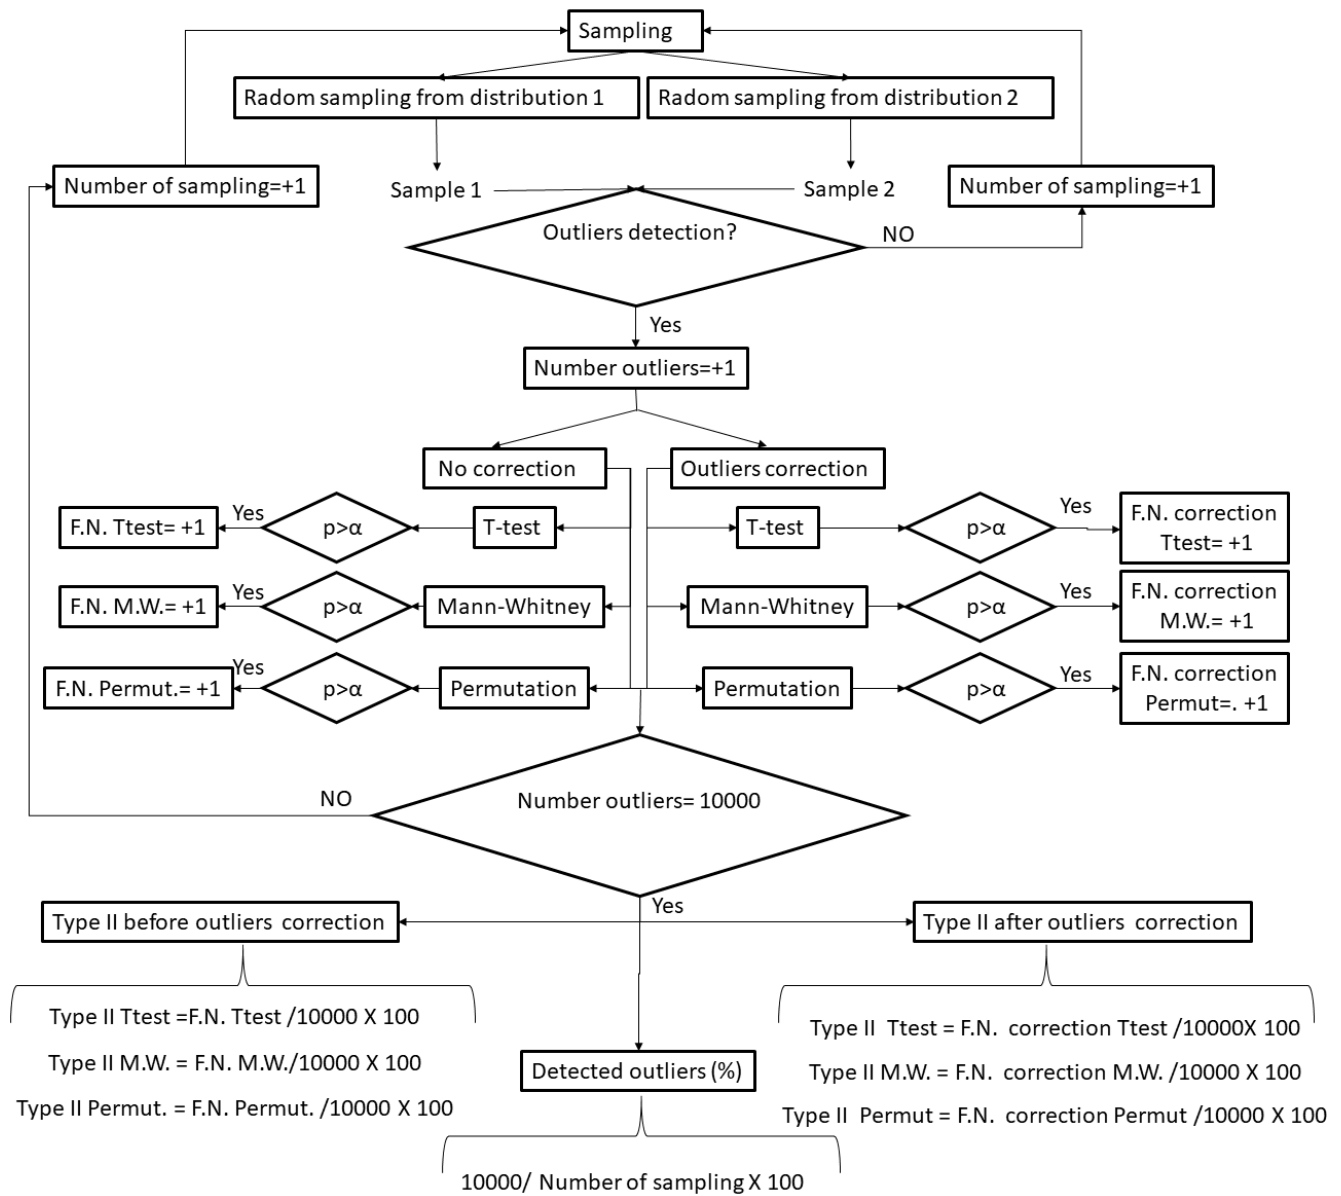 Sampling
Radom sampling from distribution 1
Radom sampling from distribution 2
Number of sampling=+1
Sample 1
Sample 2
Number of sampling=+1
Outliers detection?
NO
Yes
Number outliers=+1
No correction
Outliers correction
F.N. Ttest= +1
Yes
p>α
T-test
T-test
p>α
Yes
F.N. correction
Ttest= +1
F.N. M.W.= +1
Yes
p>α
Mann-Whitney
Mann-Whitney
p>α
Yes
F.N. correction
M.W.= +1
F.N. Permut.= +1
Yes
p>α
Permutation
Permutation
p>α
Yes
F.N. correction
Permut=. +1
NO
Number outliers= 10000
Yes
Type II before outliers correction
Type II after outliers correction
Type II Ttest =F.N. Ttest /10000 X 100
Type II M.W. = F.N. M.W./10000 X 100
Type II Permut. = F.N. Permut. /10000 X 100
Type II Ttest = F.N. correction Ttest /10000X 100
Type II M.W. = F.N. correction M.W. /10000 X 100
Type II Permut = F.N. correction Permut /10000 X 100
Detected outliers (%)
10000/ Number of sampling X 100